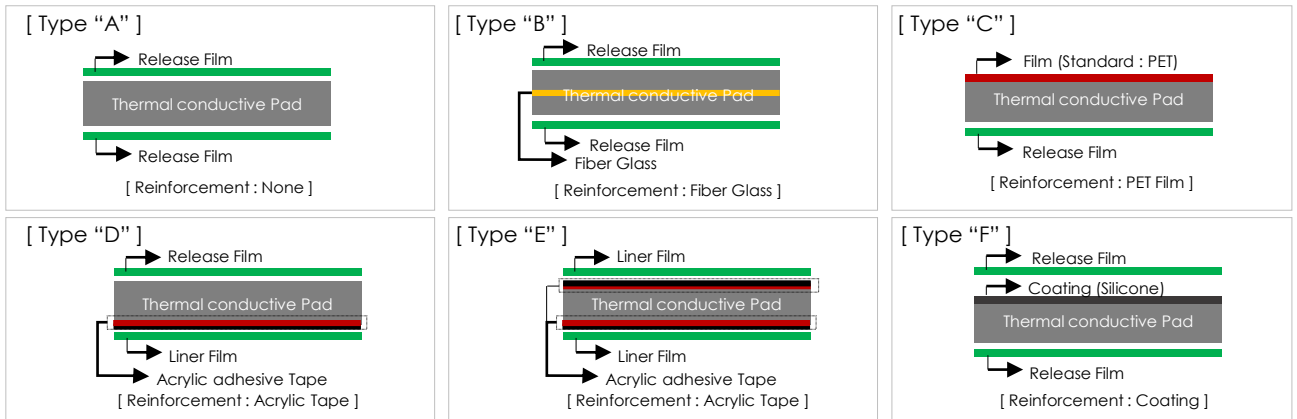 [ Type “A” ]
Release Film
Thermal conductive Pad
Release Film
[ Reinforcement : None ]
[ Type “B” ]
Release Film
Thermal conductive Pad
Release Film
Fiber Glass
[ Reinforcement : Fiber Glass ]
[ Type “C” ]
Film (Standard : PET)
Thermal conductive Pad
Release Film
[ Reinforcement : PET Film ]
[ Type “D” ]
Release Film
Thermal conductive Pad
Liner Film
Acrylic adhesive Tape
[ Reinforcement : Acrylic Tape ]
[ Type “E” ]
Liner Film
Thermal conductive Pad
Liner Film
Acrylic adhesive Tape
[ Reinforcement : Acrylic Tape ]
[ Type “F” ]
Release Film
Coating (Silicone)
Thermal conductive Pad
Release Film
[ Reinforcement : Coating ]